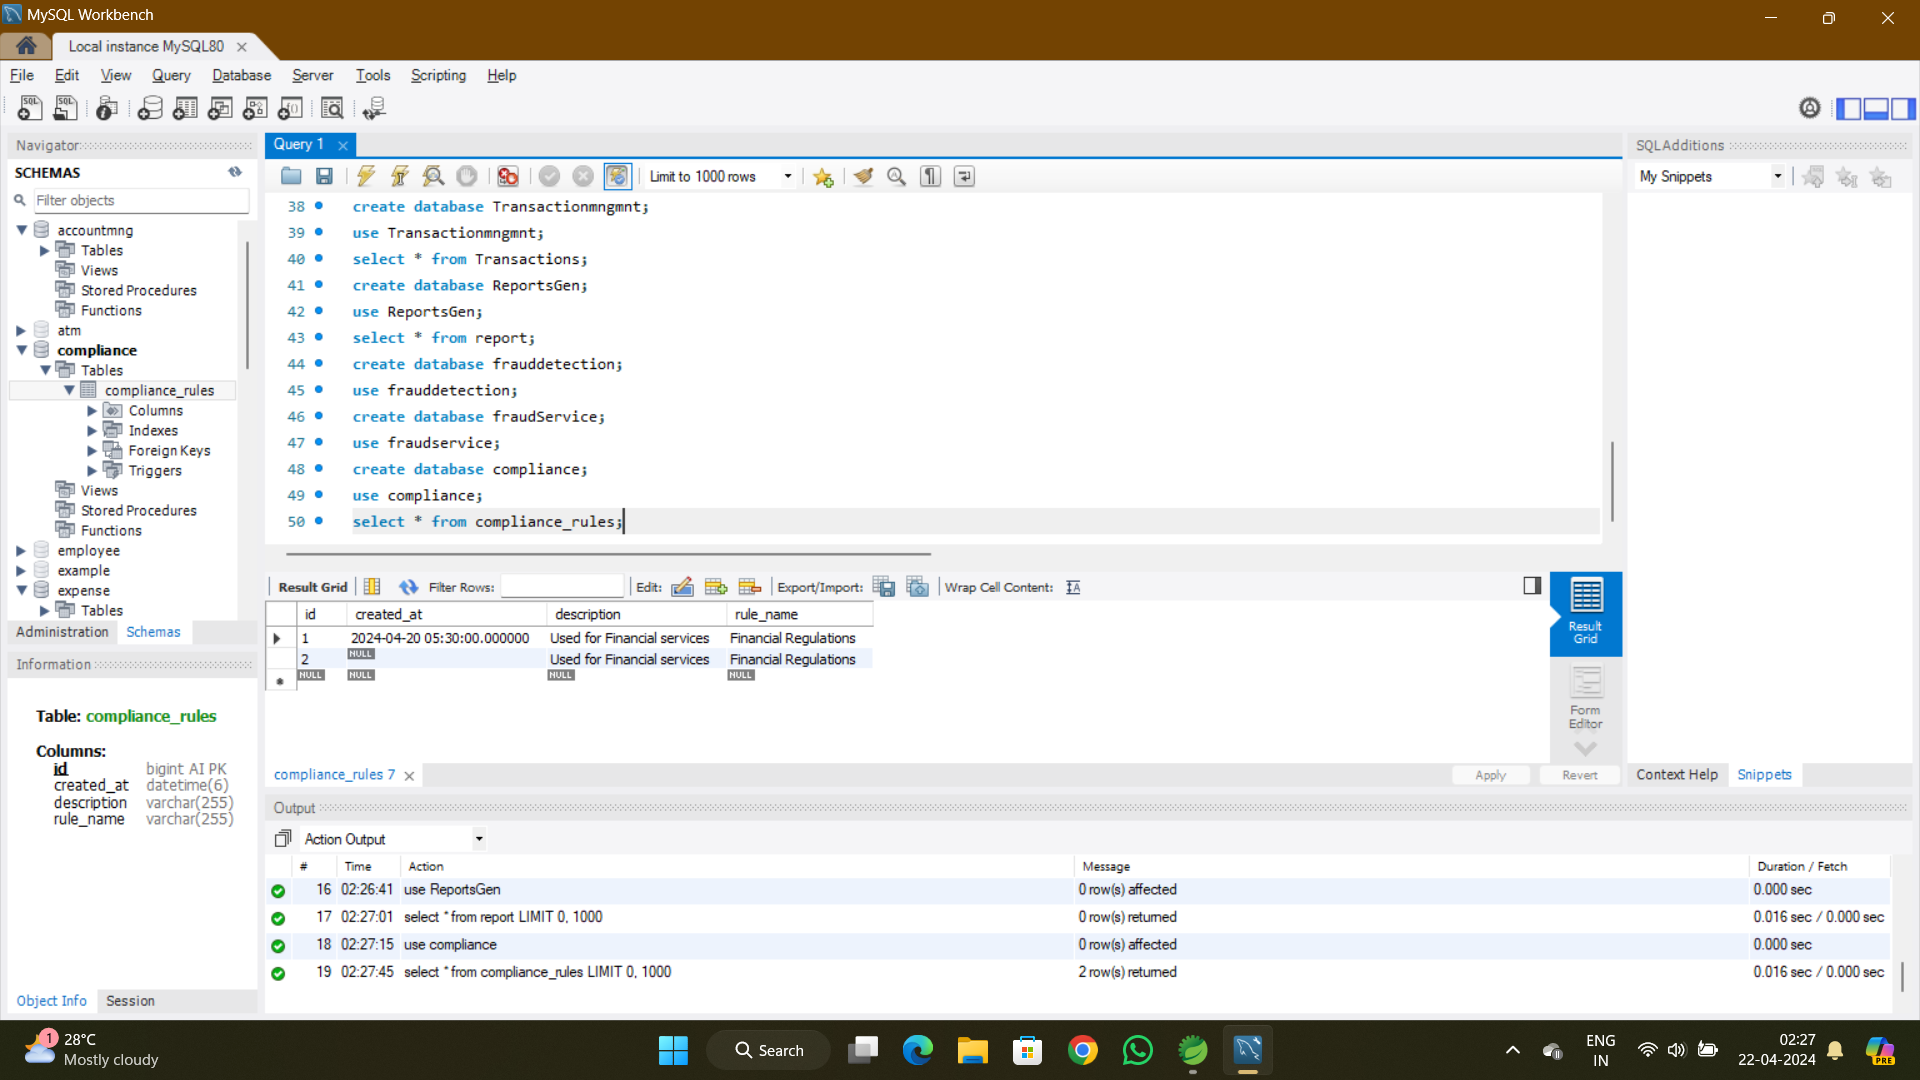 MySQL Workbench
Local instance MySQL80
File Edit View Query Database Server Tools Scripting Help
Navigator
SCHEMAS
Filter objects
accountmng
Tables
Views
Stored Procedures
Functions
atm
compliance
Tables
compliance_rules
Columns
Indexes
Foreign Keys
Triggers
Views
Stored Procedures
Functions
employee
example
expense
Tables
Administration Schemas
Information
Table: compliance_rules
Columns:
id bigint AI PK
created_at datetime(6)
description varchar(255)
rule_name varchar(255)
Object Info Session
Query 1
Limit to 1000 rows
38 create database Transactionmngmnt;
39 use Transactionmngmnt;
40 select * from Transactions;
41 create database ReportsGen;
42 use ReportsGen;
43 select * from report;
44 create database frauddetection;
45 use frauddetection;
46 create database fraudService;
47 use fraudservice;
48 create database compliance;
49 use compliance;
50 select * from compliance_rules;
Result Grid Filter Rows: Edit: Export/Import: Wrap Cell Content:
id created_at description rule_name
1 2024-04-20 05:30:00.000000 Used for Financial services Financial Regulations
2 NULL Used for Financial services Financial Regulations
NULL NULL NULL NULL
Result
Grid
Form
Editor
compliance_rules 7
Apply Revert
SQLAdditions
My Snippets
Context Help Snippets
Output
Action Output
# Time Action Message Duration / Fetch
16 02:26:41 use ReportsGen 0 row(s) affected 0.000 sec
17 02:27:01 select * from report LIMIT 0, 1000 0 row(s) returned 0.016 sec / 0.000 sec
18 02:27:15 use compliance 0 row(s) affected 0.000 sec
19 02:27:45 select * from compliance_rules LIMIT 0, 1000 2 row(s) returned 0.016 sec / 0.000 sec
1
28°C
Mostly cloudy
Search
ENG
IN
02:27
22-04-2024
PRE